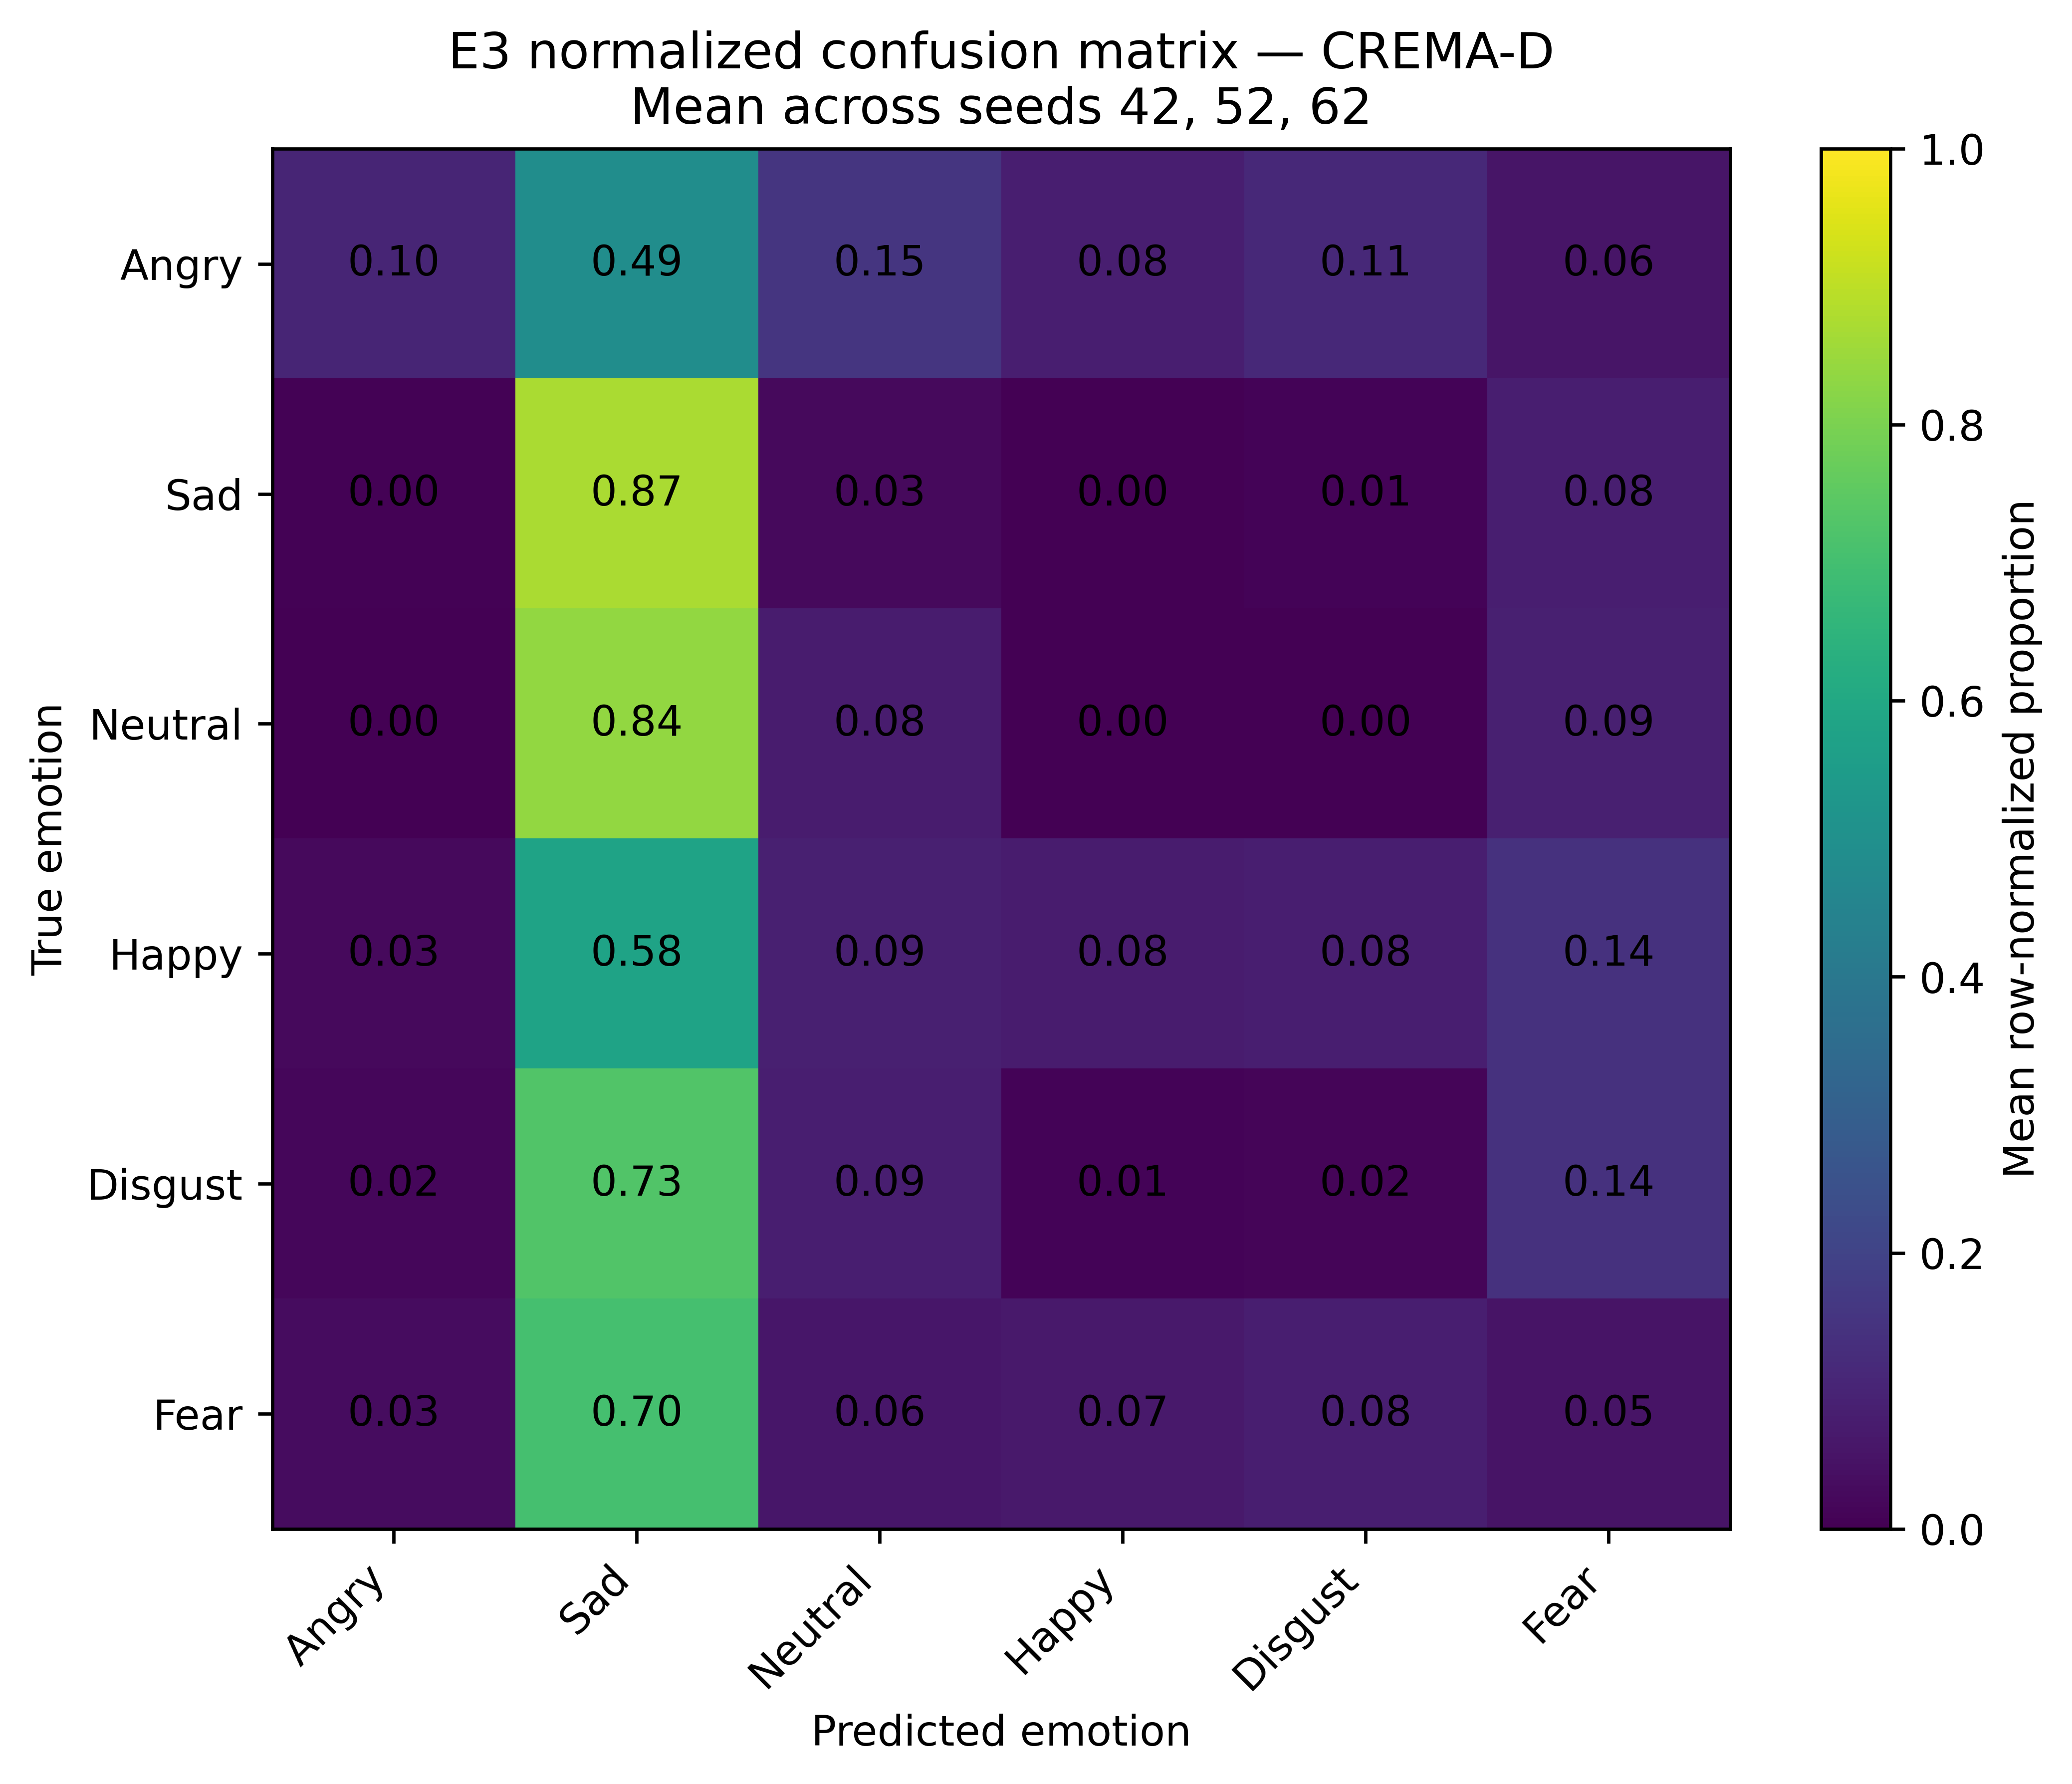 E3 normalized confusion matrix — CREMA-D
Mean across seeds 42, 52, 62
Angry 0.10 0.49 0.15 0.08 0.11 0.06
Sad 0.00 0.87 0.03 0.00 0.01 0.08
Neutral 0.00 0.84 0.08 0.00 0.00 0.09
Happy 0.03 0.58 0.09 0.08 0.08 0.14
Disgust 0.02 0.73 0.09 0.01 0.02 0.14
Fear 0.03 0.70 0.06 0.07 0.08 0.05
True emotion
Angry Sad Neutral Happy Disgust Fear
Predicted emotion
1.0
0.8
0.6
0.4
0.2
0.0
Mean row-normalized proportion